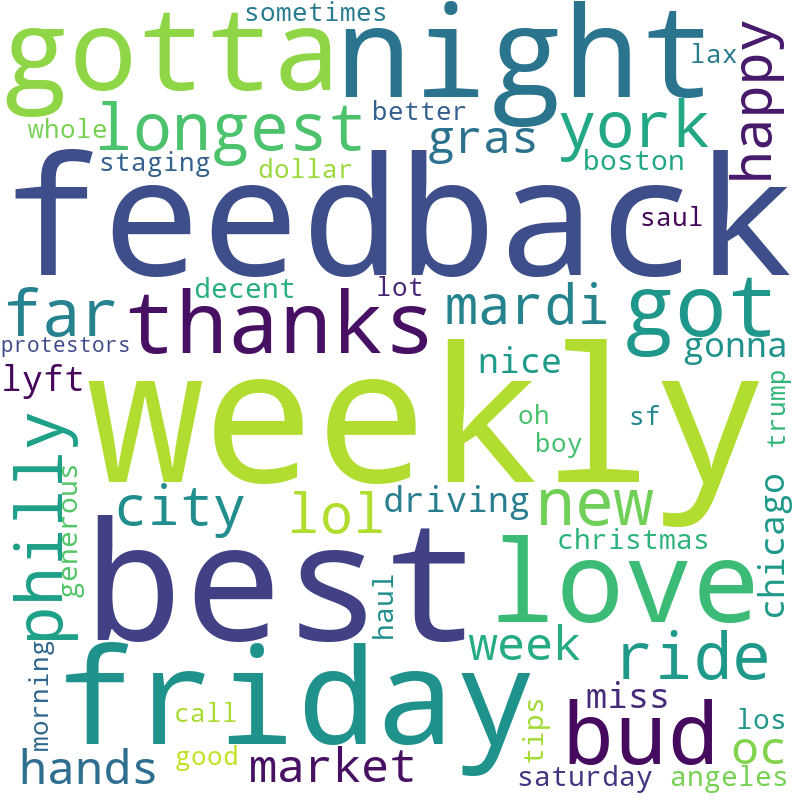 sometimes
gotta
night
lax
happy
whole
longest
better
gras
york
staging
dollar
boston
feedback
saul
decent
lot
far
thanks
mardi
got
protestors
gonna
lyft
nice
weekly
trump
oh
sf
boy
philly
generous
city
lol
driving
new
chicago
christmas
best
haul
love
week
ride
morning
friday
call
good
hands
market
tips
miss
bud
los
oc
saturday
angeles